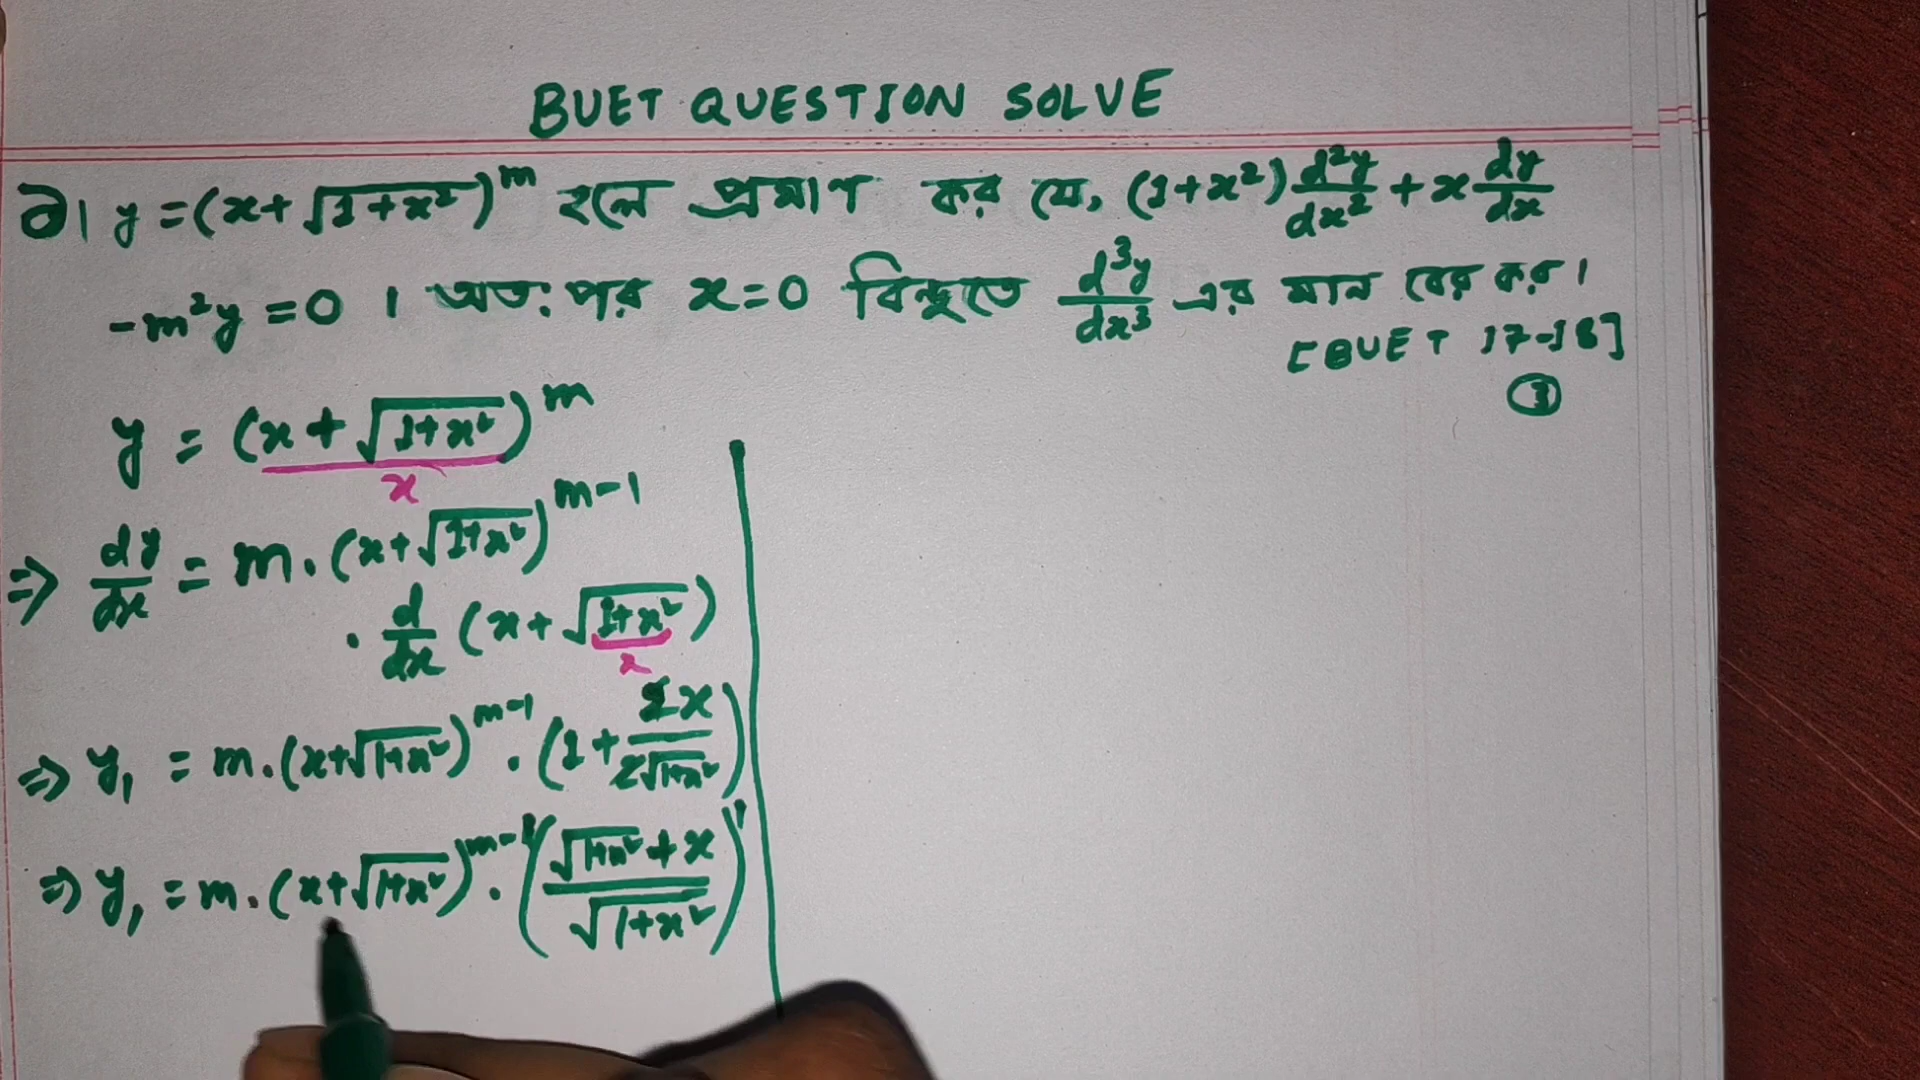 BUET QUESTION SOLVE
১। y = (x+√(1+x²))^m হলে প্রমাণ কর যে, (1+x²) d²y/dx² + x dy/dx
-m²y = 0 । অত:পর x=0 বিন্দুতে d³y/dx³ এর মান বের কর।
[BUET 17-18]
①
y = (x+√(1+x²))^m
x
⇒ dy/dx = m.(x+√(1+x²))^(m-1)
. d/dx (x+√(1+x²))
x
⇒ y₁ = m.(x+√(1+x²))^(m-1) . (1+ 2x/2√(1+x²))
⇒ y₁ = m.(x+√(1+x²))^(m-1) . ((√(1+x²)+x)/√(1+x²))